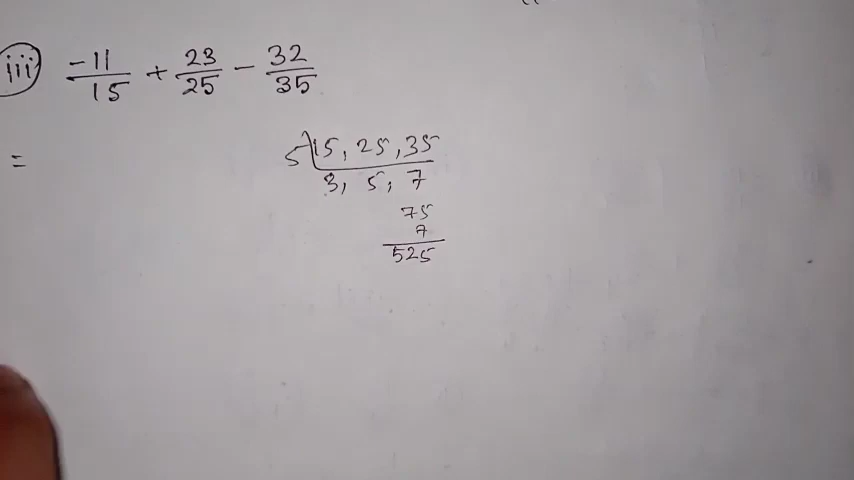 iii -11/15 + 23/25 - 32/35
=
5 15, 25, 35
3, 5, 7
75
7
525